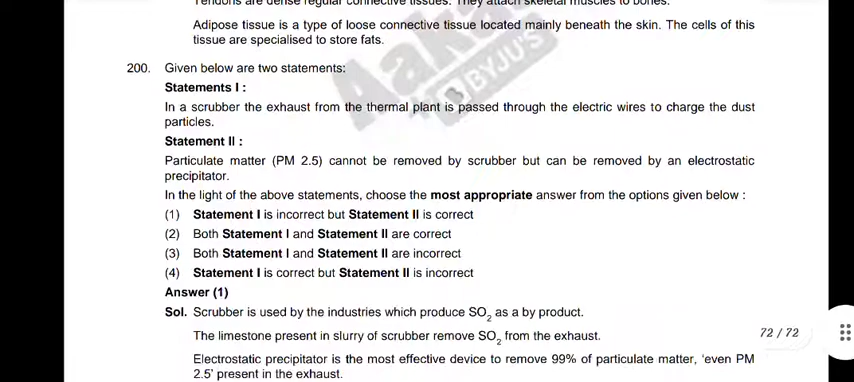 Tendons are dense regular connective tissues. They attach skeletal muscles to bones.
Adipose tissue is a type of loose connective tissue located mainly beneath the skin. The cells of this
tissue are specialised to store fats.
200. Given below are two statements:
Statements I :
In a scrubber the exhaust from the thermal plant is passed through the electric wires to charge the dust
particles.
Statement II :
Particulate matter (PM 2.5) cannot be removed by scrubber but can be removed by an electrostatic
precipitator.
In the light of the above statements, choose the most appropriate answer from the options given below :
(1) Statement I is incorrect but Statement II is correct
(2) Both Statement I and Statement II are correct
(3) Both Statement I and Statement II are incorrect
(4) Statement I is correct but Statement II is incorrect
Answer (1)
Sol. Scrubber is used by the industries which produce SO₂ as a by product.
The limestone present in slurry of scrubber remove SO₂ from the exhaust.
72 / 72
Electrostatic precipitator is the most effective device to remove 99% of particulate matter, 'even PM
2.5' present in the exhaust.
Aakash
BYJU'S